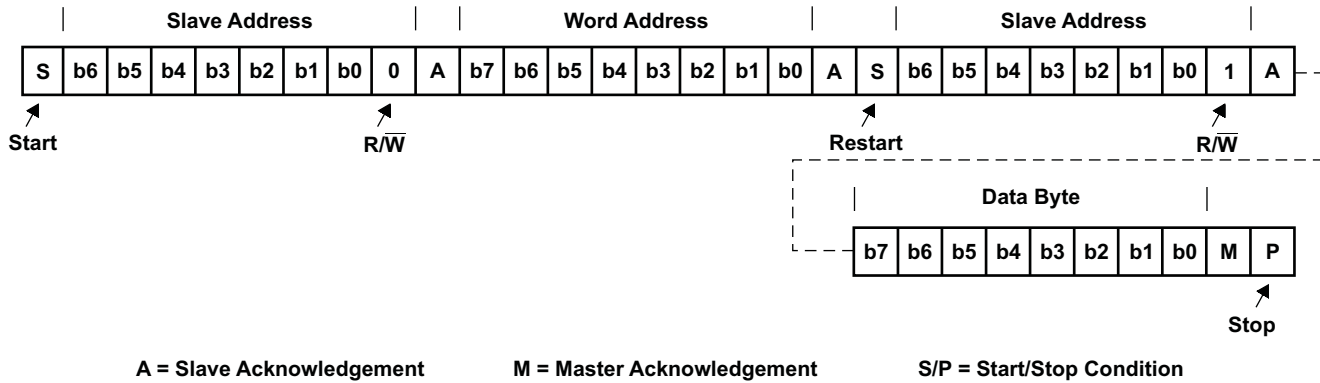 Slave Address Word Address Slave Address
S b6 b5 b4 b3 b2 b1 b0 0 A b7 b6 b5 b4 b3 b2 b1 b0 A S b6 b5 b4 b3 b2 b1 b0 1 A
Start R/W̅ Restart R/W̅
Data Byte
b7 b6 b5 b4 b3 b2 b1 b0 M P
Stop
A = Slave Acknowledgement M = Master Acknowledgement S/P = Start/Stop Condition